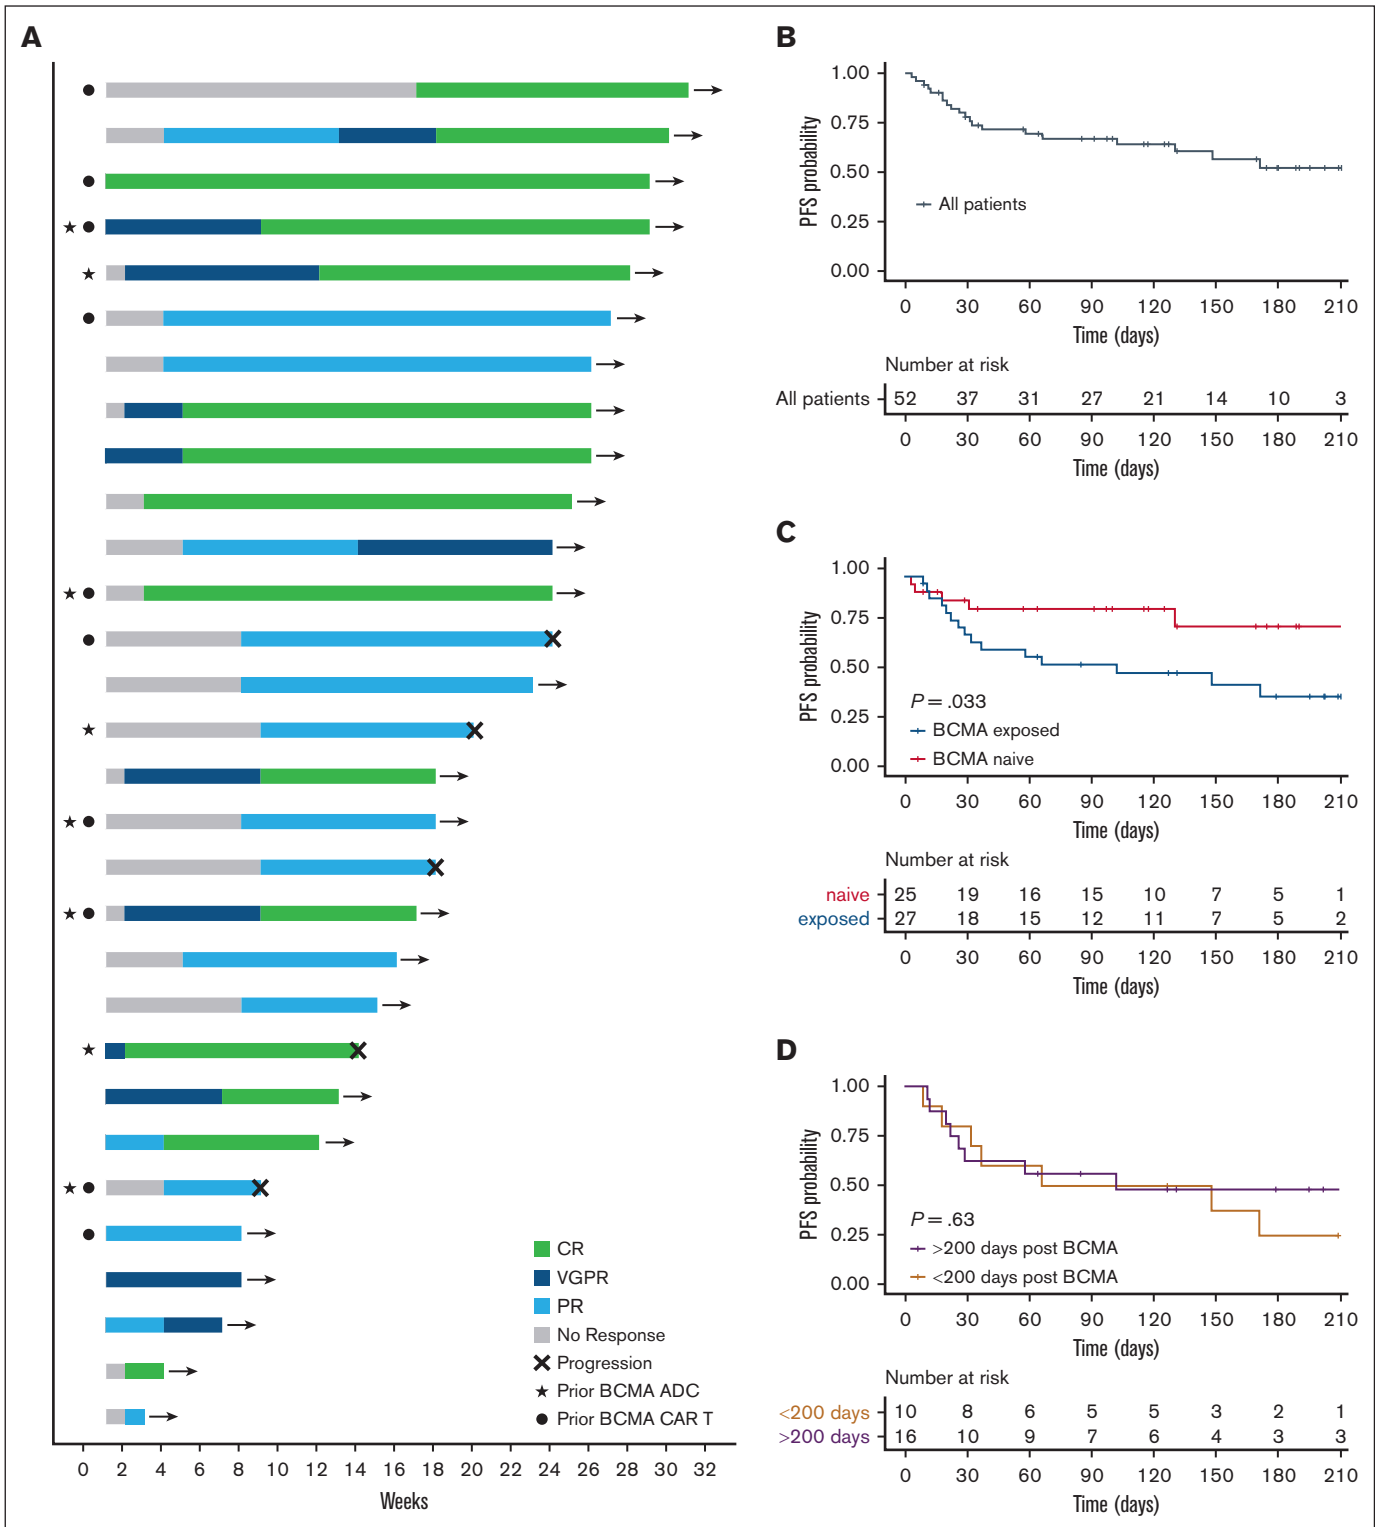 A
CR
VGPR
PR
No Response
Progression
Prior BCMA ADC
Prior BCMA CAR T
0 2 4 6 8 10 12 14 16 18 20 22 24 26 28 30 32
Weeks
B
PFS probability
1.00
0.75
0.50
0.25
0.00
All patients
0 30 60 90 120 150 180 210
Time (days)
Number at risk
All patients 52 37 31 27 21 14 10 3
0 30 60 90 120 150 180 210
Time (days)
C
PFS probability
1.00
0.75
0.50
0.25
0.00
P = .033
BCMA exposed
BCMA naive
0 30 60 90 120 150 180 210
Time (days)
Number at risk
naive 25 19 16 15 10 7 5 1
exposed 27 18 15 12 11 7 5 2
0 30 60 90 120 150 180 210
Time (days)
D
PFS probability
1.00
0.75
0.50
0.25
0.00
P = .63
>200 days post BCMA
<200 days post BCMA
0 30 60 90 120 150 180 210
Time (days)
Number at risk
<200 days 10 8 6 5 5 3 2 1
>200 days 16 10 9 7 6 4 3 3
0 30 60 90 120 150 180 210
Time (days)